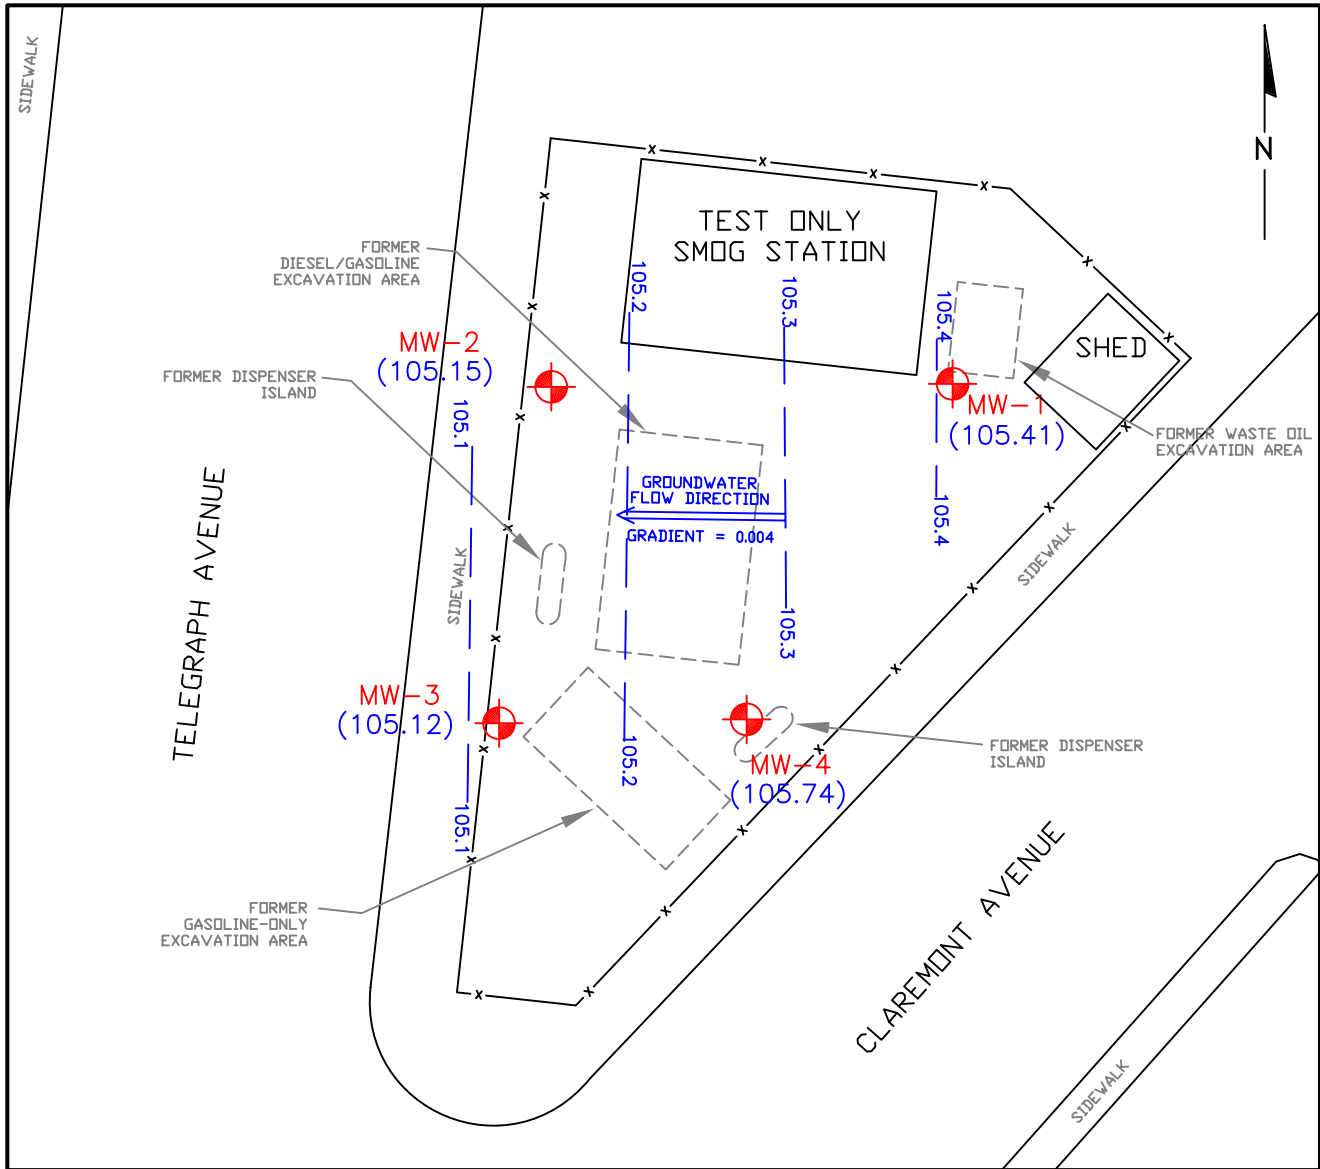 SIDEWALK
N
TEST ONLY
SMOG STATION
FORMER
DIESEL/GASOLINE
EXCAVATION AREA
105.2
105.3
105.4
MW-2
(105.15)
SHED
FORMER DISPENSER
ISLAND
105.1
MW-1
(105.41)
FORMER WASTE OIL
EXCAVATION AREA
GROUNDWATER
FLOW DIRECTION
GRADIENT = 0.004
105.4
TELEGRAPH AVENUE
SIDEWALK
SIDEWALK
105.3
MW-3
(105.12)
105.2
MW-4
(105.74)
FORMER DISPENSER
ISLAND
105.1
FORMER
GASOLINE-ONLY
EXCAVATION AREA
CLAREMONT AVENUE
SIDEWALK